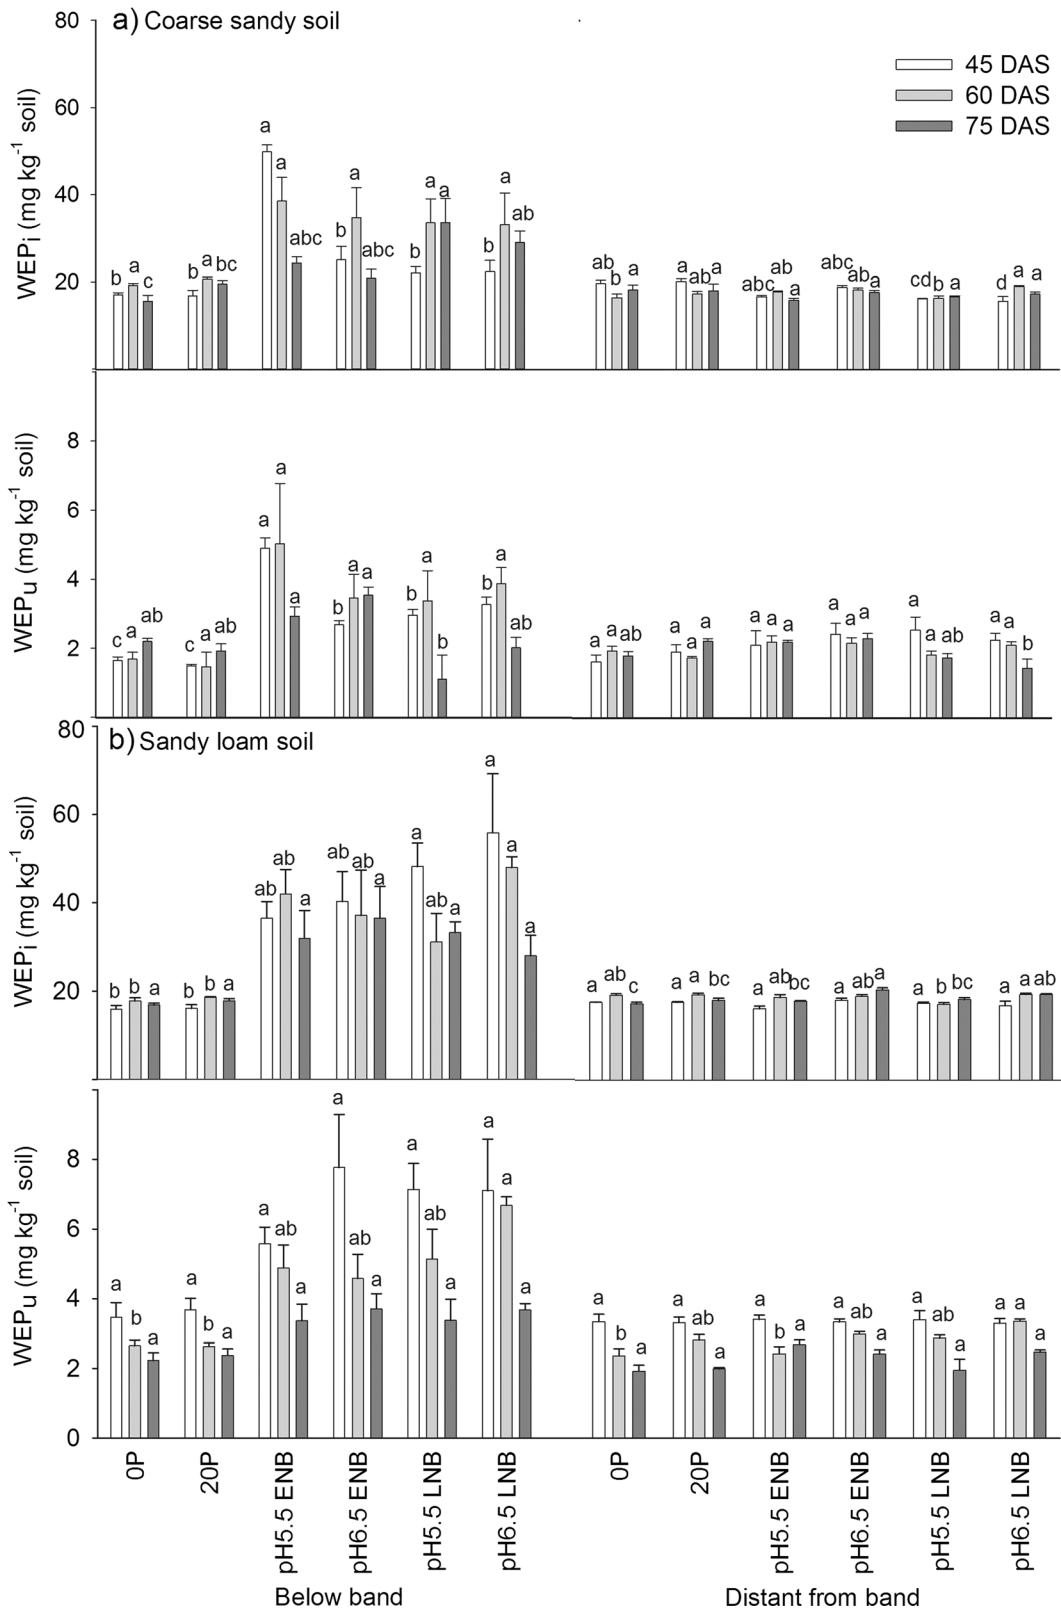 a) Coarse sandy soil
45 DAS
60 DAS
75 DAS
WEPi (mg kg-1 soil)
80
60
40
20
b a c
b a bc
a a abc
b a abc
b a a
b a ab
ab b a
a ab a
abc ab a
abc ab a
cd b a
d a a
WEPu (mg kg-1 soil)
8
6
4
2
c a ab
c a ab
a a a
b a a
b a b
b a ab
a a ab
a a a
a a a
a a a
a a ab
a a b
b) Sandy loam soil
WEPi (mg kg-1 soil)
80
60
40
20
b b a
b b a
ab ab a
ab ab a
a ab a
a a a
a ab c
a a bc
a ab bc
a ab a
a b bc
a a ab
WEPu (mg kg-1 soil)
8
6
4
2
0
a b a
a b a
a ab a
a ab a
a ab a
a a a
a b a
a ab a
a b a
a ab a
a ab a
a a a
0P
20P
pH5.5 ENB
pH6.5 ENB
pH5.5 LNB
pH6.5 LNB
0P
20P
pH5.5 ENB
pH6.5 ENB
pH5.5 LNB
pH6.5 LNB
Below band
Distant from band